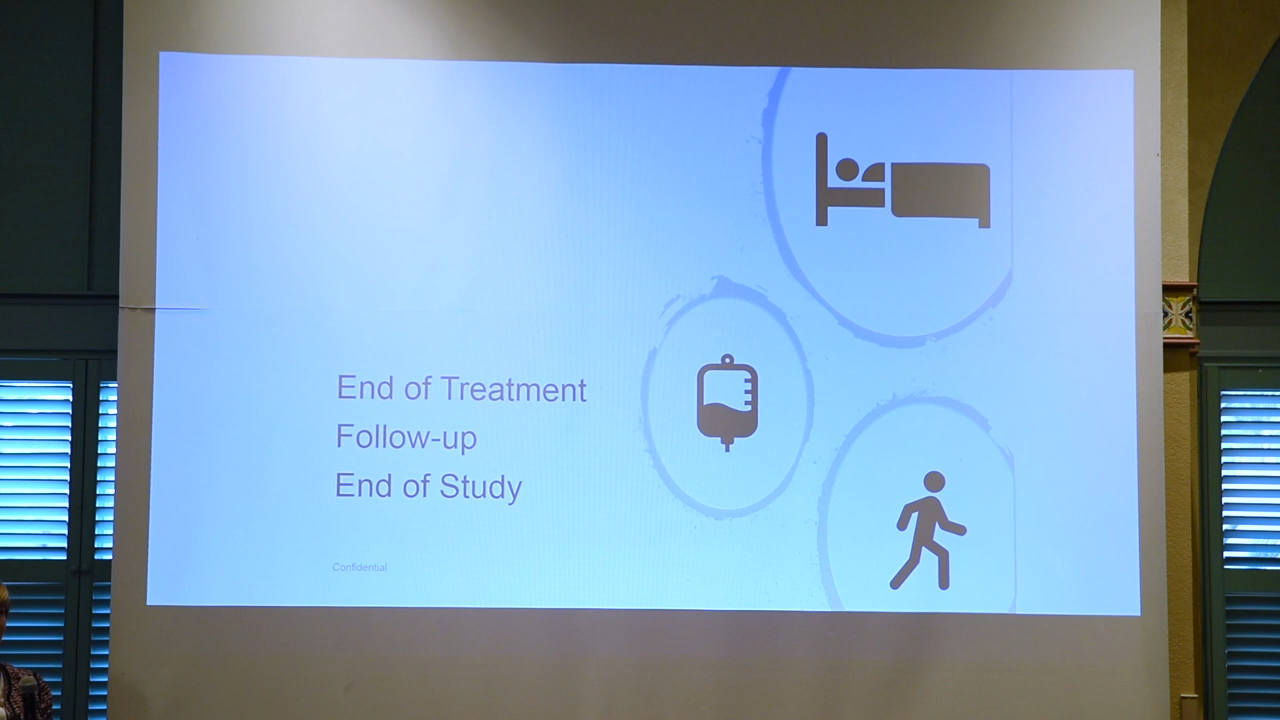 End of Treatment
Follow-up
End of Study
Confidential